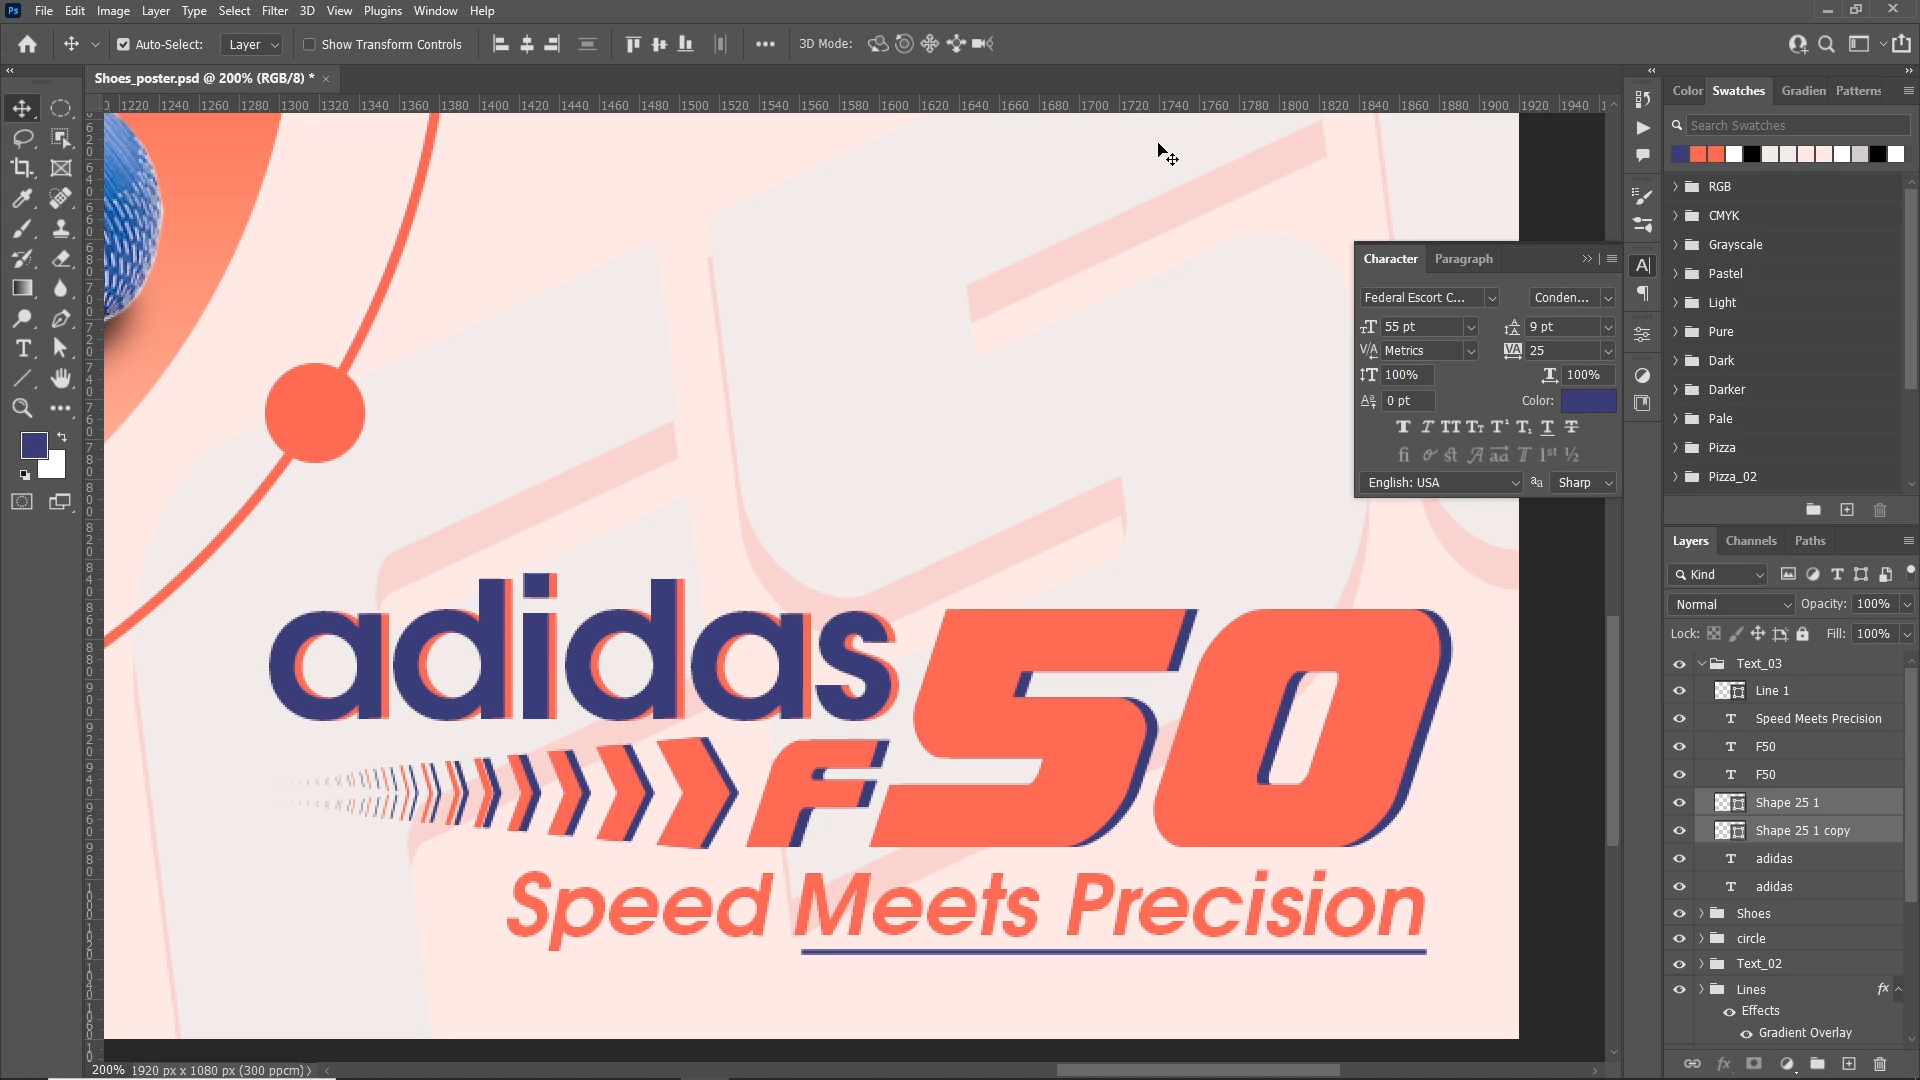 Ps File Edit Image Layer Type Select Filter 3D View Plugins Window Help
Auto-Select: Layer Show Transform Controls 3D Mode:
Shoes_poster.psd @ 200% (RGB/8) *
1220 1240 1260 1280 1300 1320 1340 1360 1380 1400 1420 1440 1460 1480 1500 1520 1540 1560 1580 1600 1620 1640 1660 1680 1700 1720 1740 1760 1780 1800 1820 1840 1860 1880 1900 1920 1940
Color Swatches Gradien Patterns
Search Swatches
RGB
CMYK
Grayscale
Pastel
Light
Pure
Dark
Darker
Pale
Pizza
Pizza_02
Character Paragraph
Federal Escort C... Conden...
55 pt 9 pt
Metrics 25
100% 100%
0 pt Color:
English: USA Sharp
adidas
F50
Speed Meets Precision
Layers Channels Paths
Kind
Normal Opacity: 100%
Lock: Fill: 100%
Text_03
Line 1
Speed Meets Precision
F50
F50
Shape 25 1
Shape 25 1 copy
adidas
adidas
Shoes
circle
Text_02
Lines fx
Effects
Gradient Overlay
200% 1920 px x 1080 px (300 ppcm)